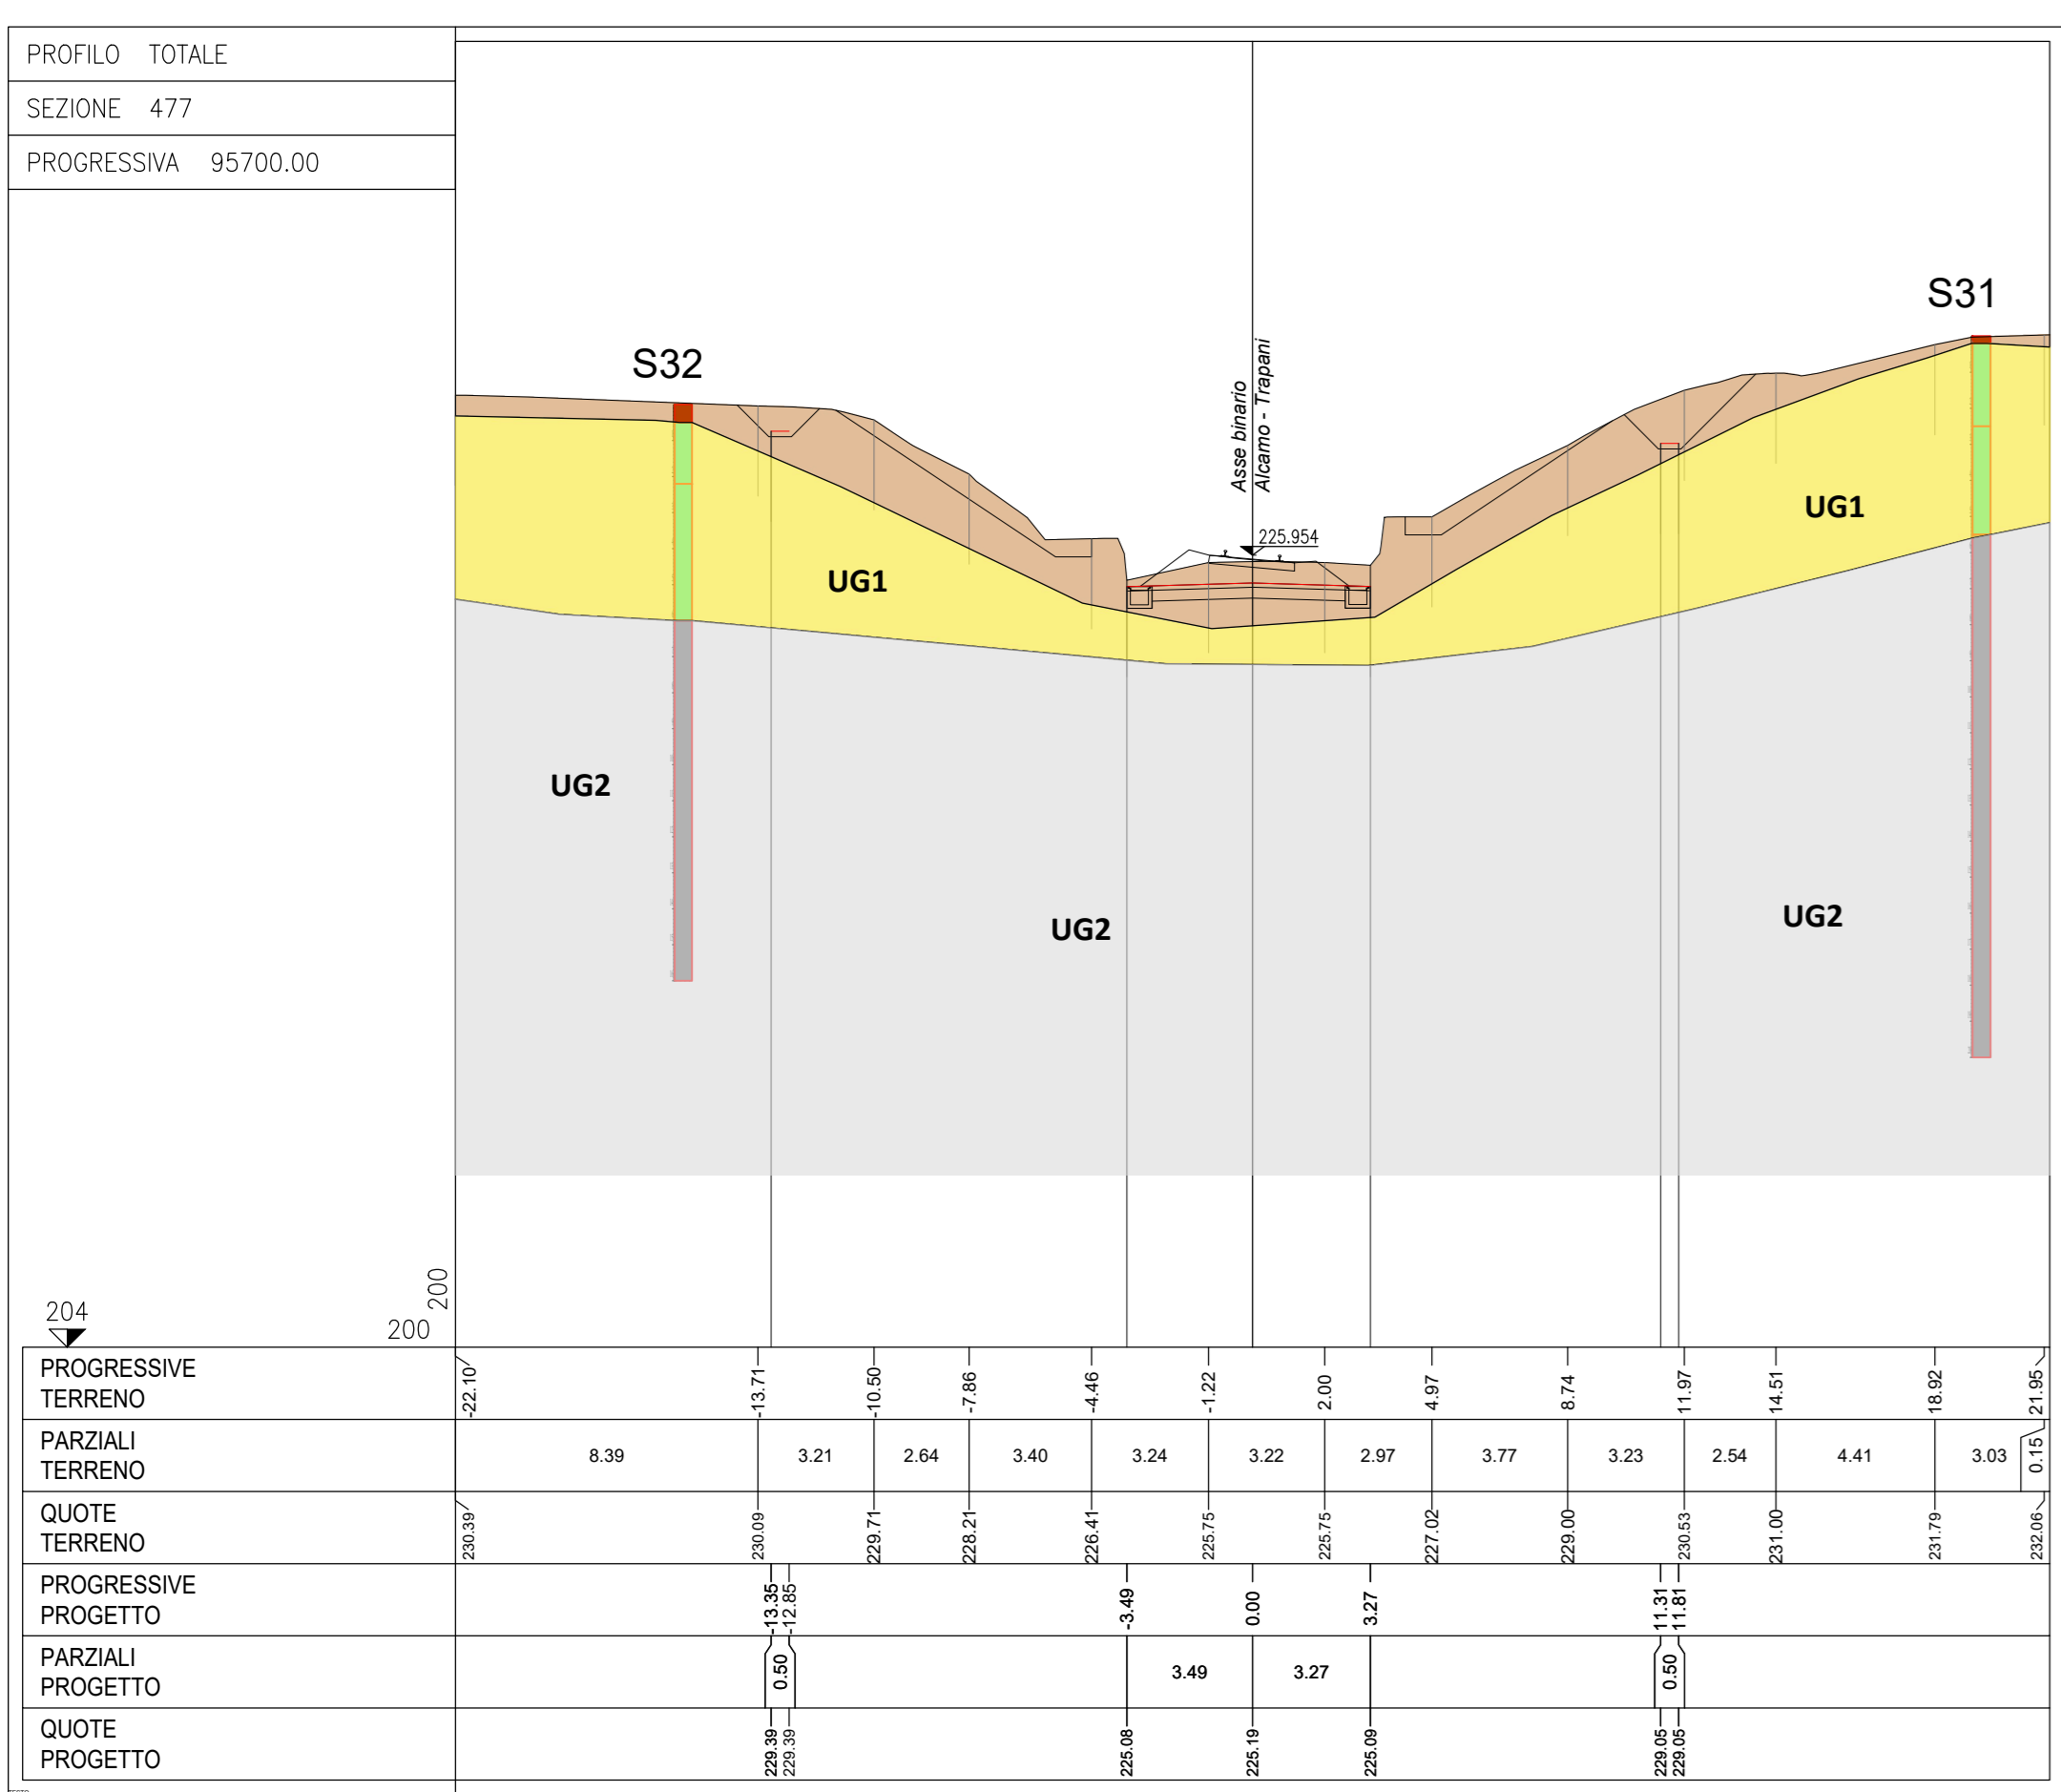 PROFILO TOTALE
SEZIONE 477
PROGRESSIVA 95700.00
S31
S32
Asse binario
Alcamo - Trapani
225.954
UG1
UG1
UG2
UG2
UG2
200
204
200
PROGRESSIVE
TERRENO
-22.10 -13.71 -10.50 -7.86 -4.46 -1.22 2.00 4.97 8.74 11.97 14.51 18.92 21.95
PARZIALI
TERRENO
8.39 3.21 2.64 3.40 3.24 3.22 2.97 3.77 3.23 2.54 4.41 3.03 0.15
QUOTE
TERRENO
230.39 230.09 229.71 228.21 226.41 225.75 225.75 227.02 229.00 230.53 231.00 231.79 232.06
PROGRESSIVE
PROGETTO
-13.35 -12.85 -3.49 0.00 3.27 11.31 11.81
PARZIALI
PROGETTO
0.50 3.49 3.27 0.50
QUOTE
PROGETTO
229.39 229.39 225.08 225.19 225.09 229.05 229.05